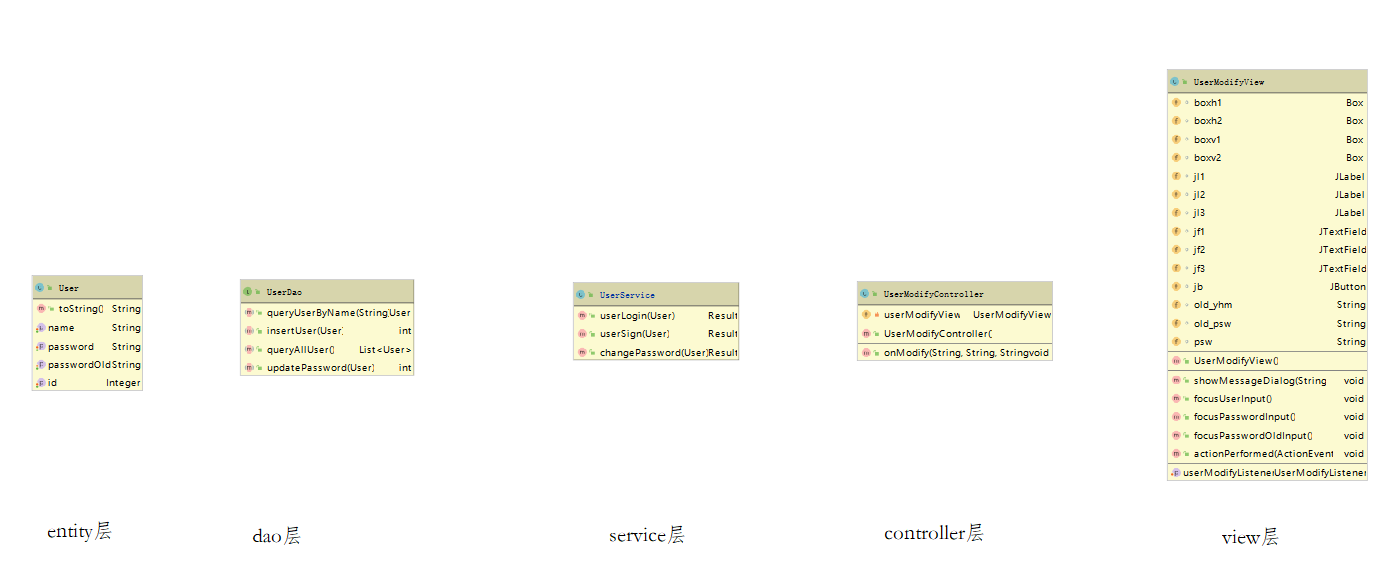 User
toString() String
name String
password String
passwordOld String
id Integer
entity层
UserDao
queryUserByName(String) User
insertUser(User) int
queryAllUser() List<User>
updatePassword(User) int
dao层
UserService
userLogin(User) Result
userSign(User) Result
changePassword(User) Result
service层
UserModifyController
userModifyView UserModifyView
UserModifyController(
onModify(String, String, String void
controller层
UserModifyView
boxh1 Box
boxh2 Box
boxv1 Box
boxv2 Box
jl1 JLabel
jl2 JLabel
jl3 JLabel
jf1 JTextField
jf2 JTextField
jf3 JTextField
jb JButton
old_yhm String
old_psw String
psw String
UserModifyView()
showMessageDialog(String void
focusUserInput() void
focusPasswordInput() void
focusPasswordOldInput() void
actionPerformed(ActionEvent void
userModifyListener UserModifyListener
view层